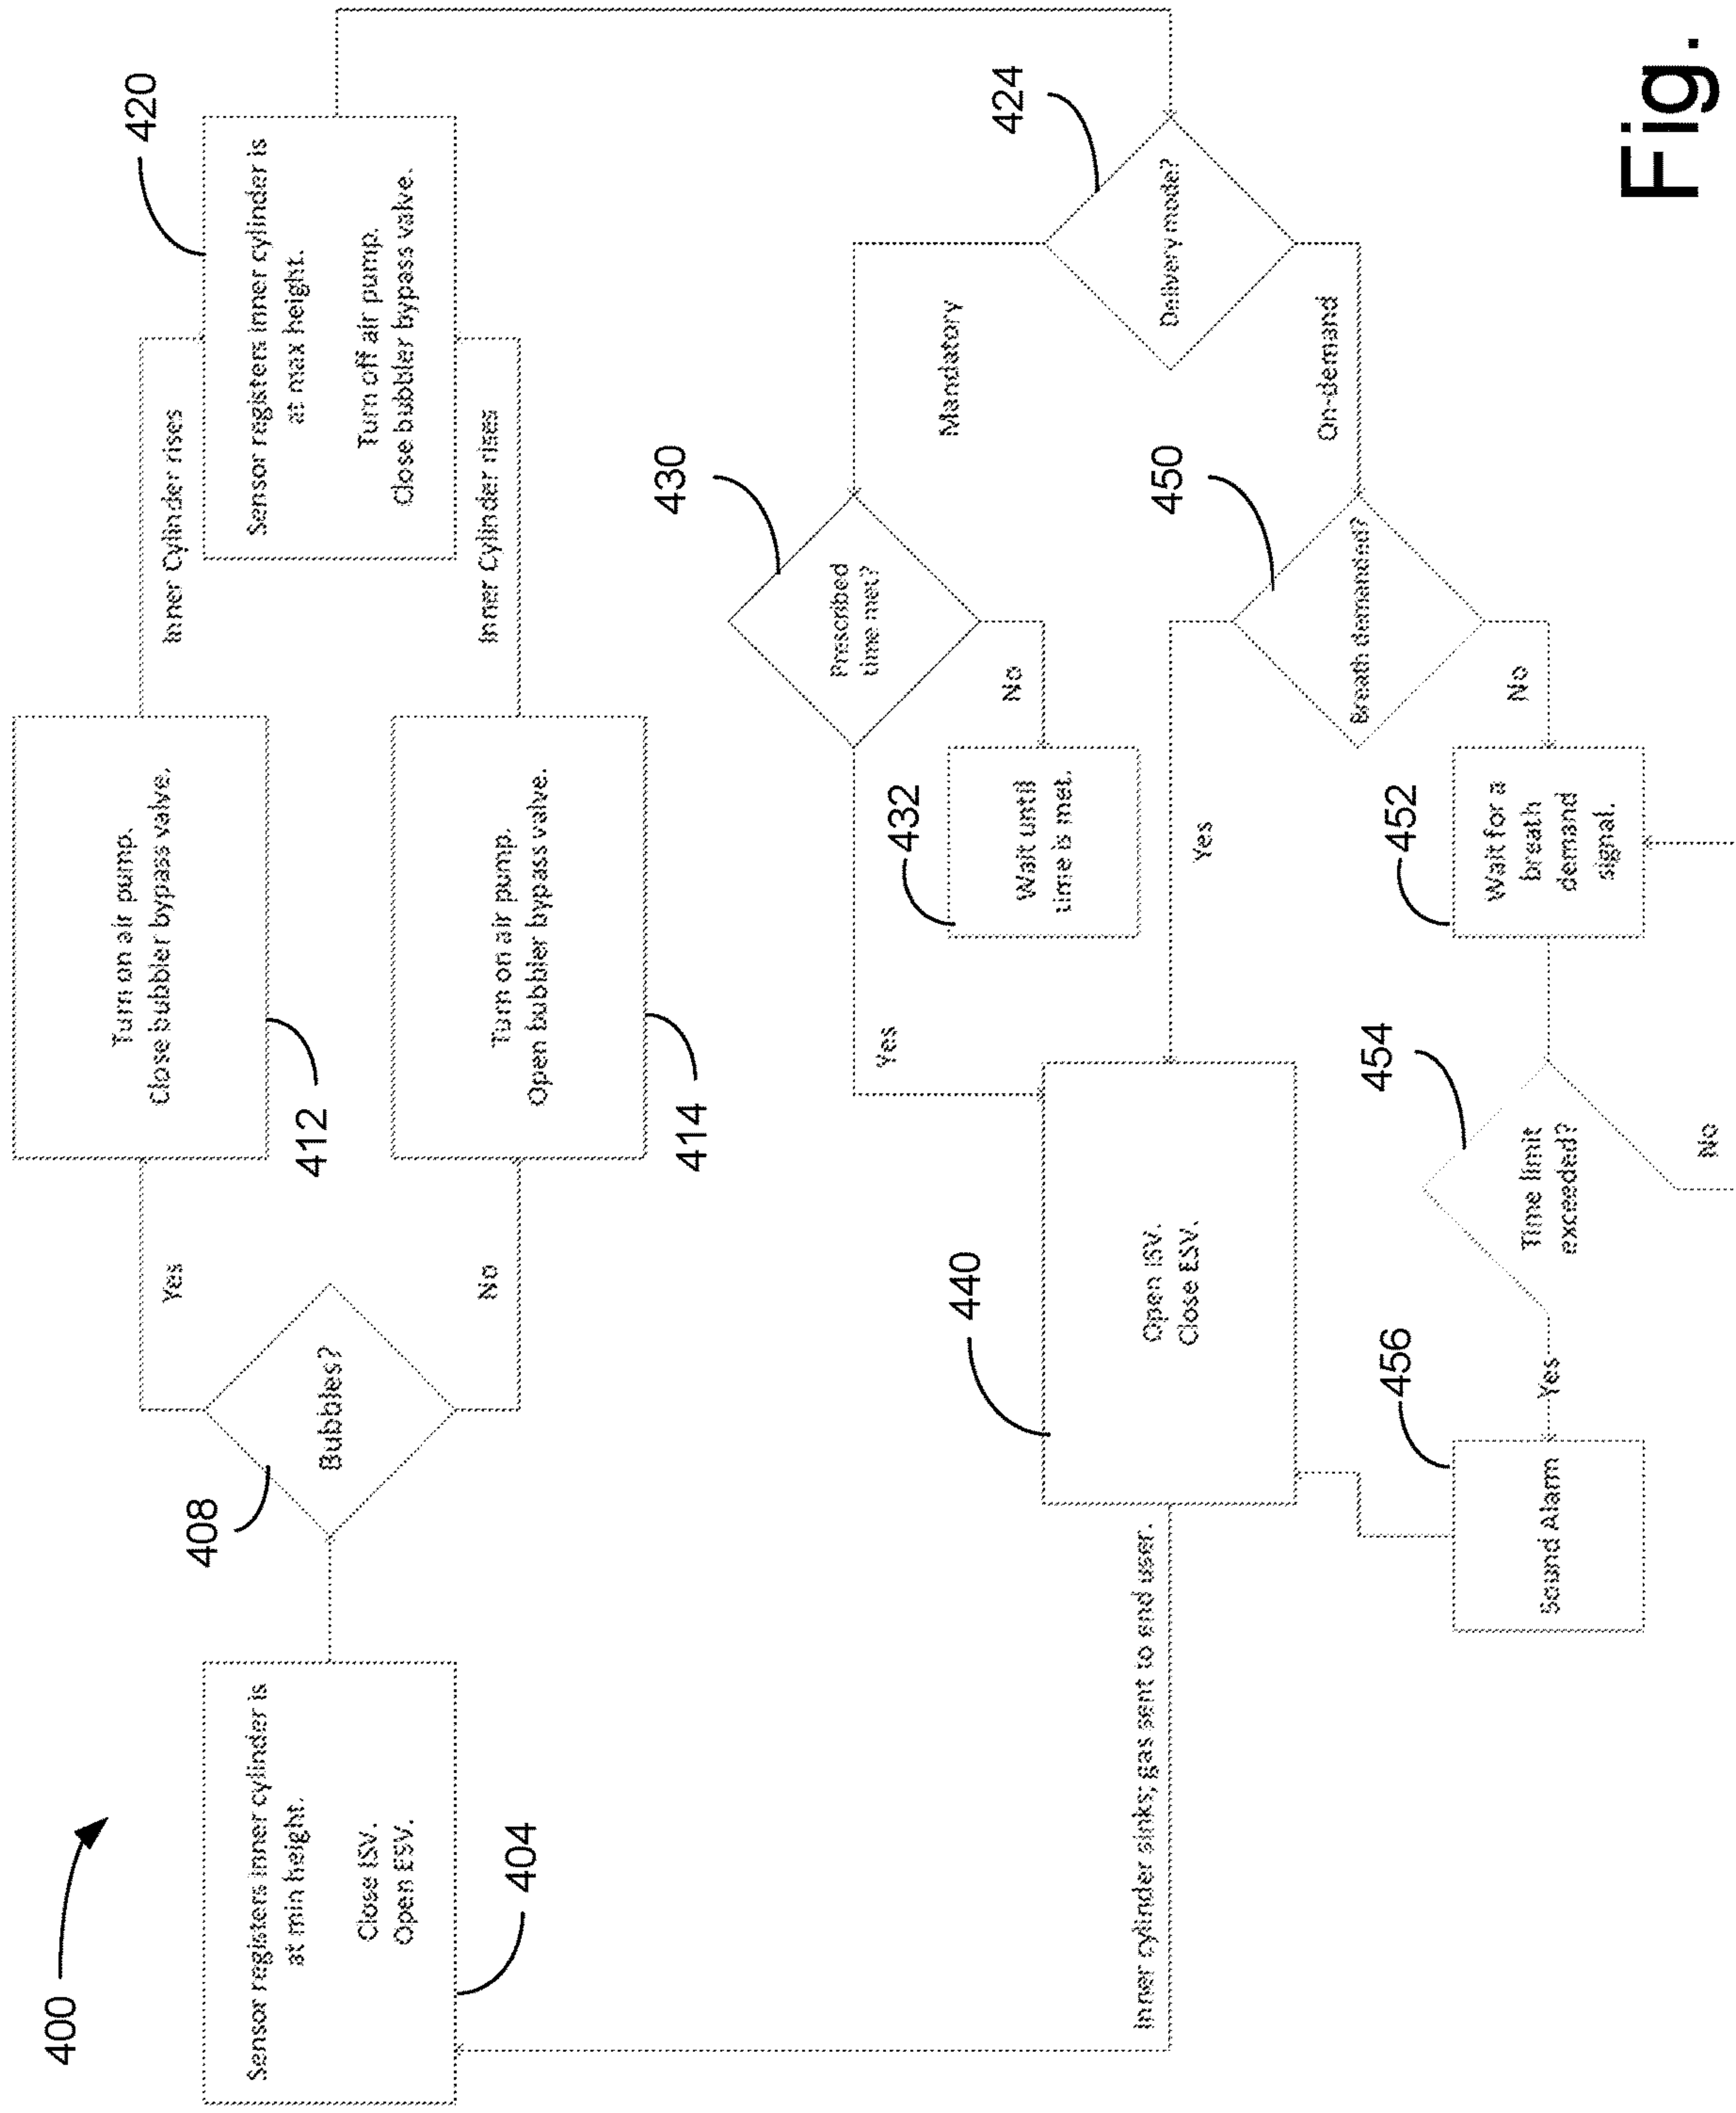 400
Sensor registers inner cylinder is
at min height.
Close ISV.
Open ESV.
404
408
Bubbles?
Yes
No
Turn on air pump.
Close bubbler bypass valve.
412
Turn on air pump.
Open bubbler bypass valve.
414
Inner Cylinder rises
Inner Cylinder rises
420
Sensor registers inner cylinder is
at max height.
Turn off air pump.
Close bubbler bypass valve.
424
Delivery mode?
Mandatory
On-demand
430
Prescribed
time met?
Yes
No
432
Wait until
time is met.
440
Open ISV.
Close ESV.
Inner cylinder sinks; gas sent to end user.
450
Breath demanded?
Yes
No
452
Wait for a
breath
demand
signal.
454
Time limit
exceeded?
Yes
No
456
Sound Alarm
Fig.